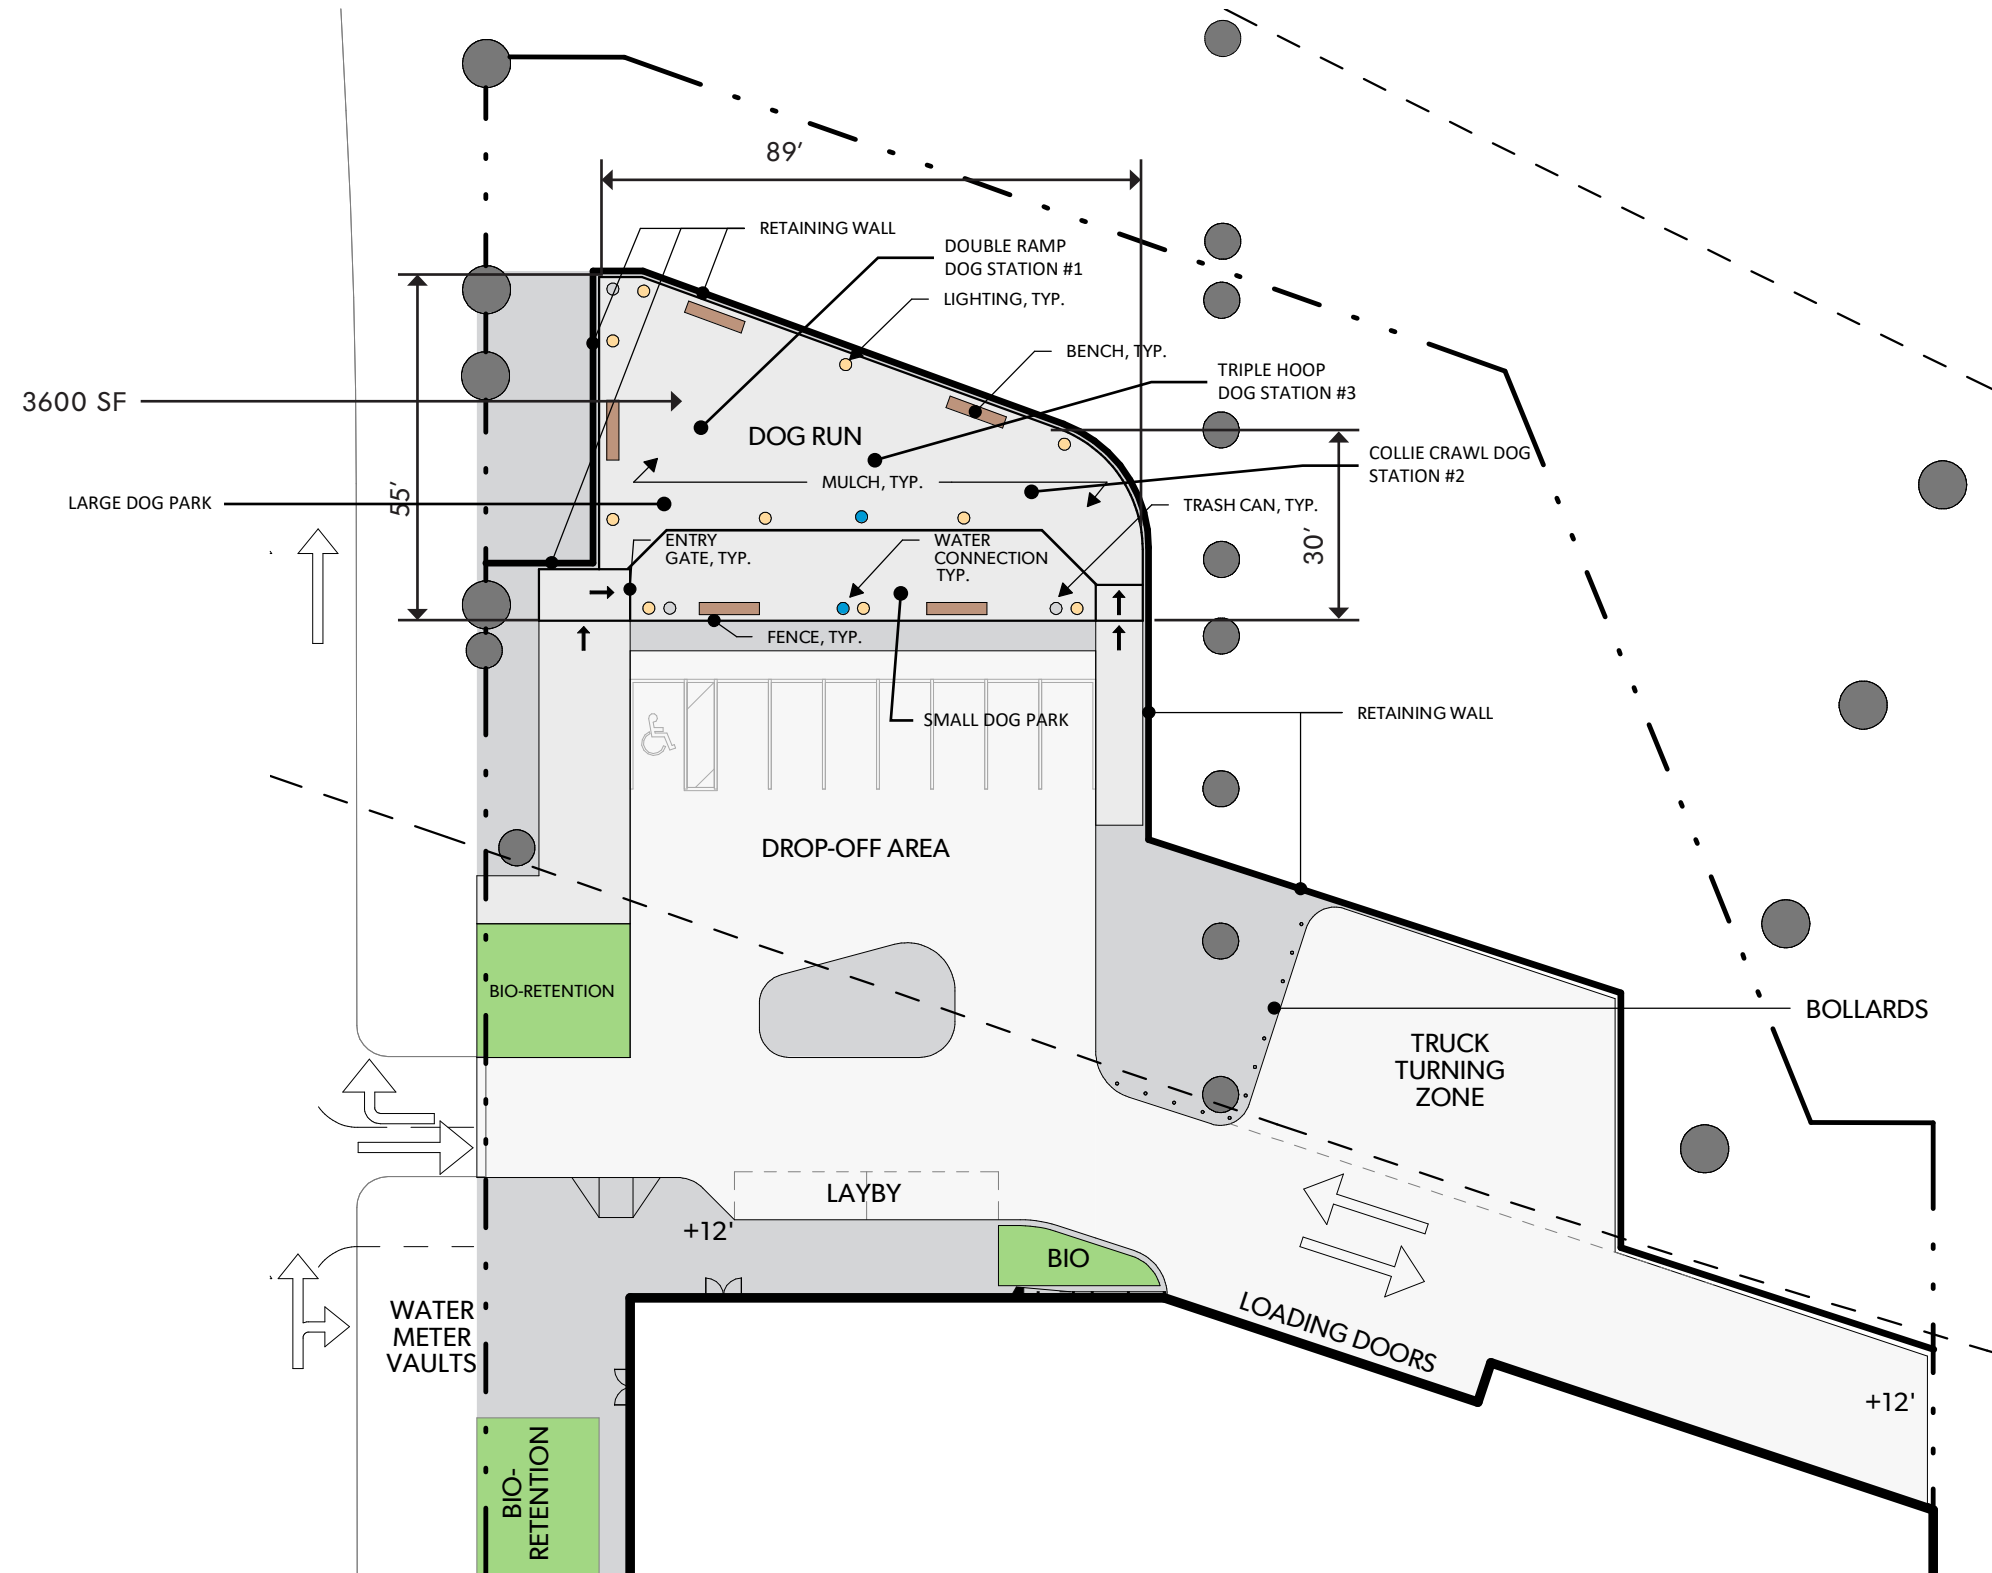 89'
RETAINING WALL
DOUBLE RAMP
DOG STATION #1
LIGHTING, TYP.
BENCH, TYP.
TRIPLE HOOP
DOG STATION #3
3600 SF
DOG RUN
COLLIE CRAWL DOG
STATION #2
MULCH, TYP.
LARGE DOG PARK
55'
TRASH CAN, TYP.
ENTRY
GATE, TYP.
WATER
CONNECTION
TYP.
30'
FENCE, TYP.
SMALL DOG PARK
RETAINING WALL
DROP-OFF AREA
BIO-RETENTION
BOLLARDS
TRUCK
TURNING
ZONE
LAYBY
+12'
BIO
WATER
METER
VAULTS
LOADING DOORS
+12'
BIO-
RETENTION